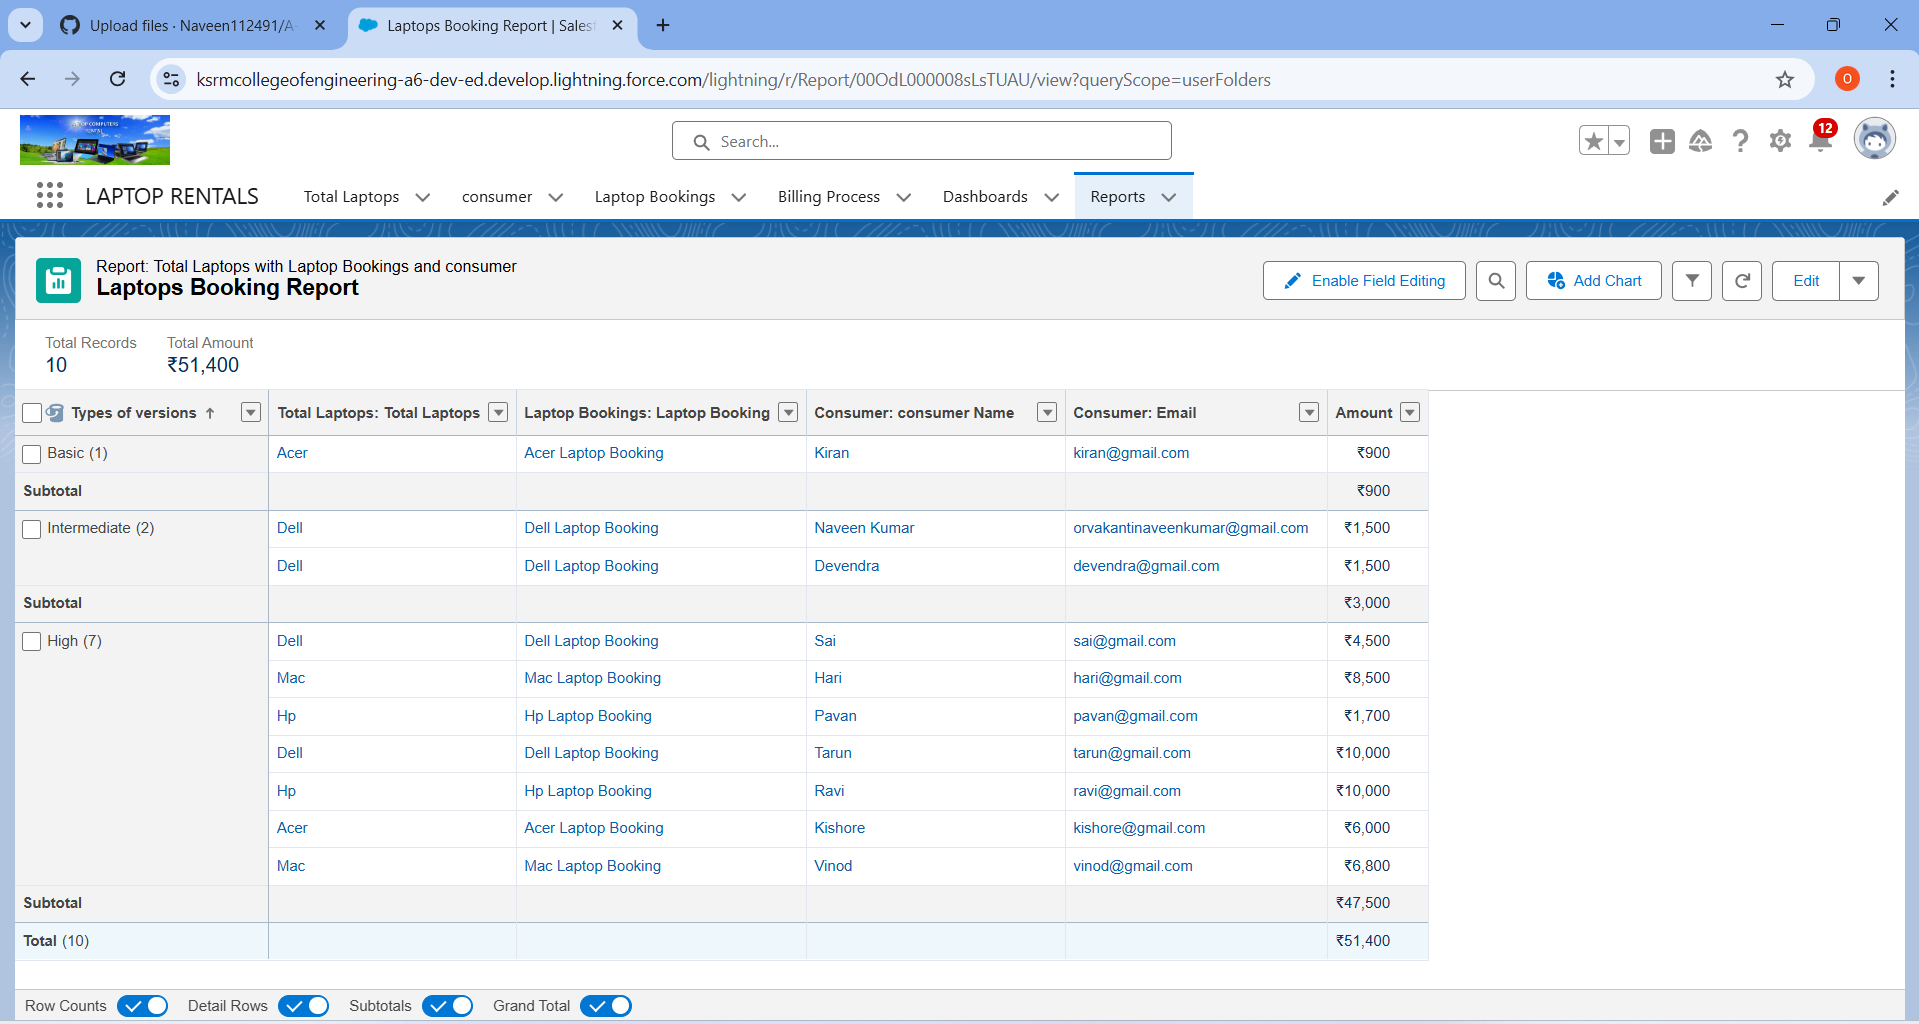 Upload files · Naveen112491/A-
Laptops Booking Report | Sales
ksrmcollegeofengineering-a6-dev-ed.develop.lightning.force.com/lightning/r/Report/00OdL000008sLsTUAU/view?queryScope=userFolders
O
COMPUTERS
RENTAL
Search...
12
LAPTOP RENTALS
Total Laptops
consumer
Laptop Bookings
Billing Process
Dashboards
Reports
Report: Total Laptops with Laptop Bookings and consumer
Laptops Booking Report
Enable Field Editing
Add Chart
Edit
Total Records
10
Total Amount
₹51,400
Types of versions ↑ Total Laptops: Total Laptops Laptop Bookings: Laptop Booking Consumer: consumer Name Consumer: Email Amount
Basic (1) Acer Acer Laptop Booking Kiran kiran@gmail.com ₹900
Subtotal ₹900
Intermediate (2) Dell Dell Laptop Booking Naveen Kumar orvakantinaveenkumar@gmail.com ₹1,500
Dell Dell Laptop Booking Devendra devendra@gmail.com ₹1,500
Subtotal ₹3,000
High (7) Dell Dell Laptop Booking Sai sai@gmail.com ₹4,500
Mac Mac Laptop Booking Hari hari@gmail.com ₹8,500
Hp Hp Laptop Booking Pavan pavan@gmail.com ₹1,700
Dell Dell Laptop Booking Tarun tarun@gmail.com ₹10,000
Hp Hp Laptop Booking Ravi ravi@gmail.com ₹10,000
Acer Acer Laptop Booking Kishore kishore@gmail.com ₹6,000
Mac Mac Laptop Booking Vinod vinod@gmail.com ₹6,800
Subtotal ₹47,500
Total (10) ₹51,400
Row Counts Detail Rows Subtotals Grand Total